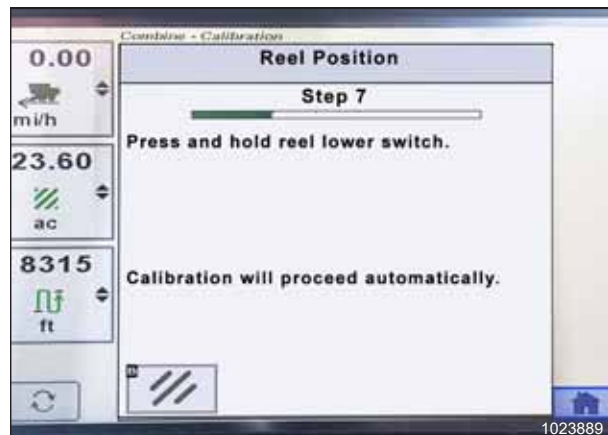 Combine - Calibration
Reel Position
Step 7
Press and hold reel lower switch.
Calibration will proceed automatically.
0.00
mi/h
23.60
ac
8315
ft
1023889